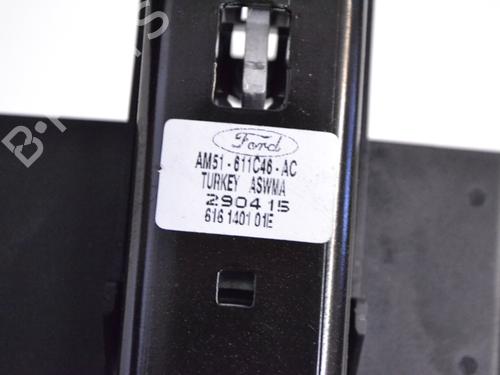 Ford
AM51-611C46-AC
TURKEY ASWMA
290415
616 1401 01E